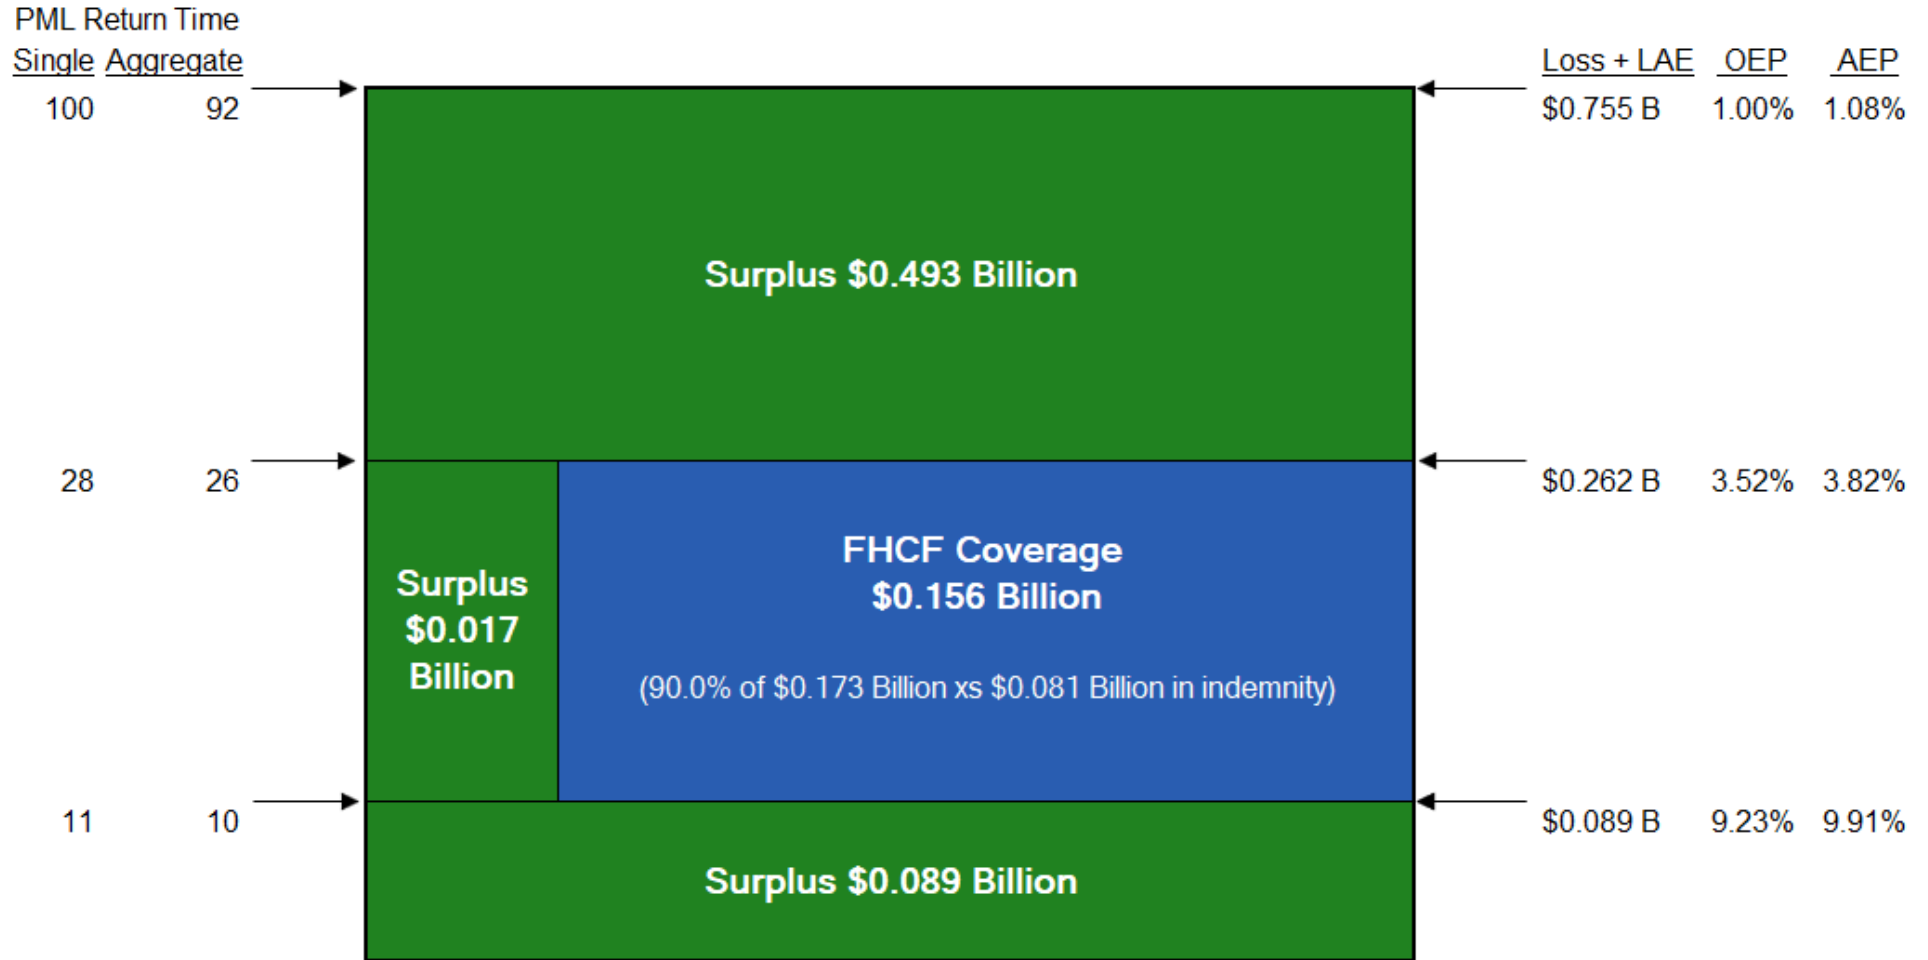 PML Return Time
Single Aggregate
Loss + LAE OEP AEP
100 92
$0.755 B 1.00% 1.08%
Surplus $0.493 Billion
28 26
$0.262 B 3.52% 3.82%
FHCF Coverage
$0.156 Billion
(90.0% of $0.173 Billion xs $0.081 Billion in indemnity)
Surplus
$0.017
Billion
11 10
$0.089 B 9.23% 9.91%
Surplus $0.089 Billion